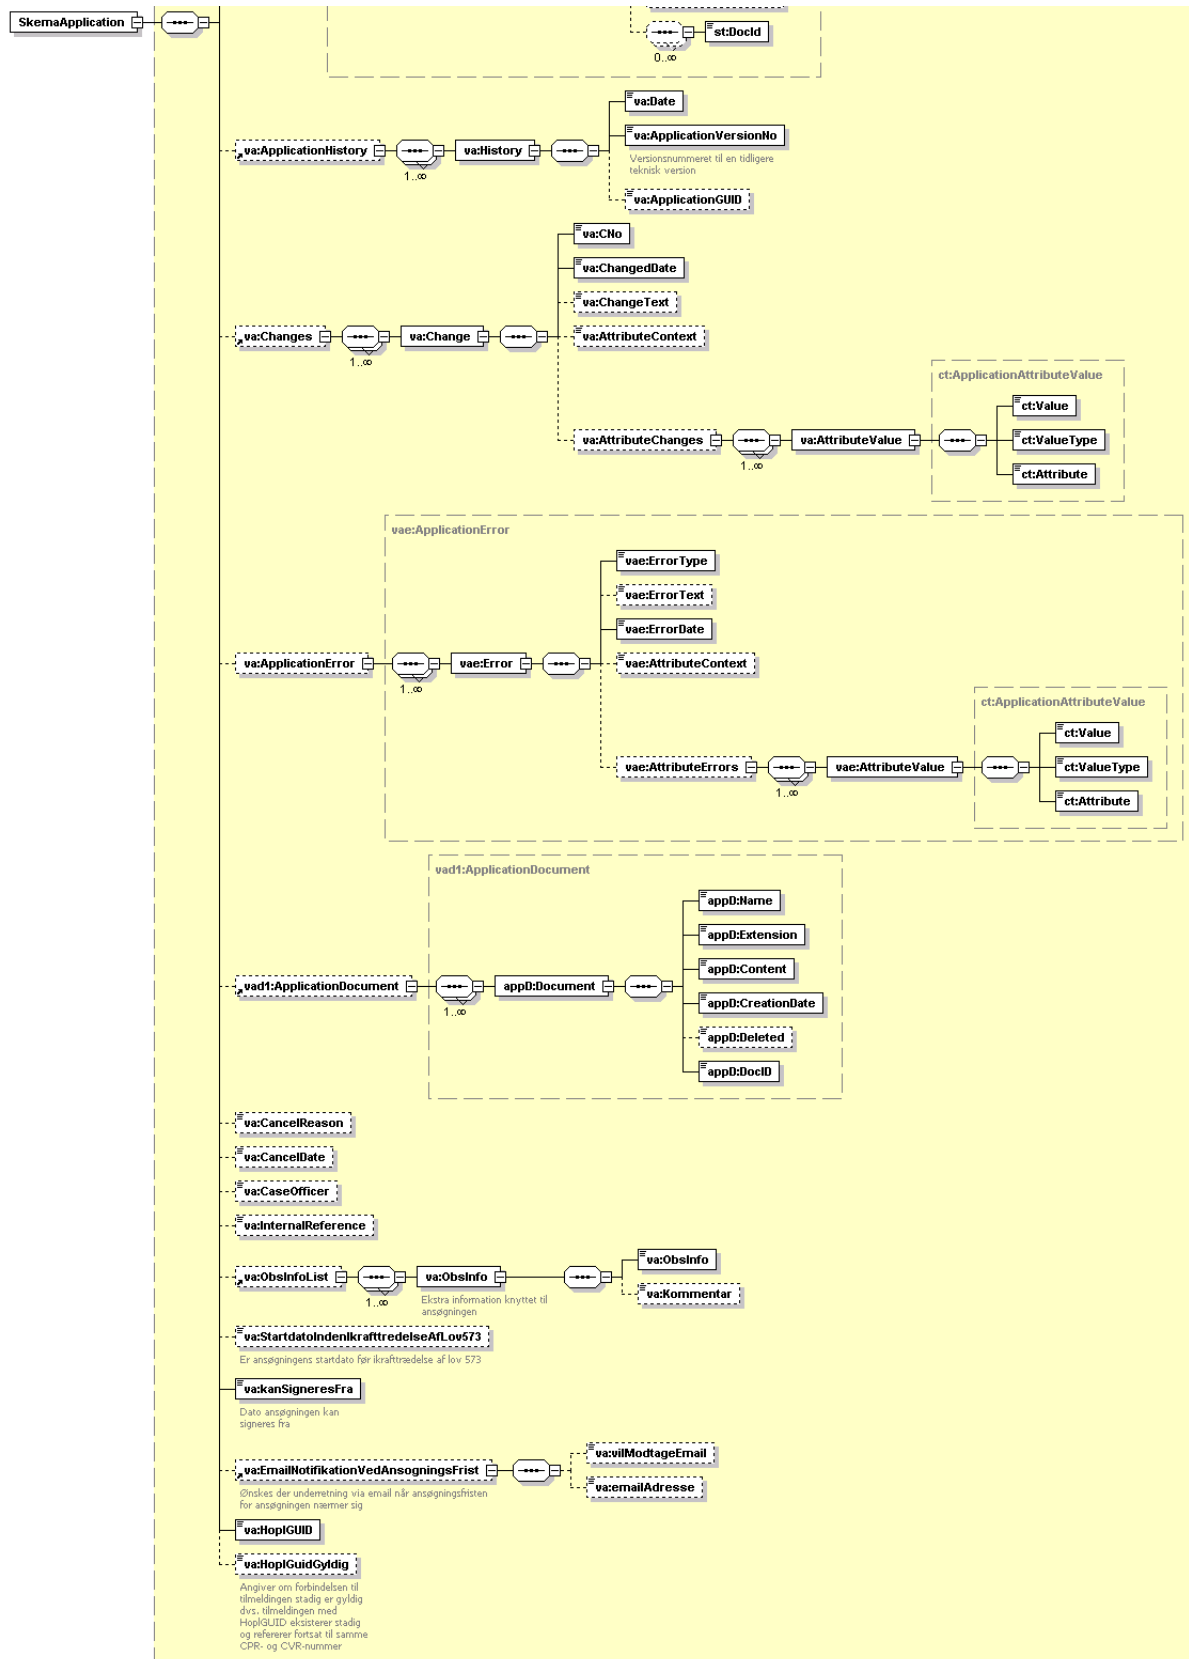 SkemaApplication
st:DocId
0..∞
va:Date
va:ApplicationVersionNo
Versionsnummeret til en tidligere
teknisk version
va:ApplicationHistory
1..∞
va:History
va:ApplicationGUID
va:CNo
va:ChangedDate
va:ChangeText
va:Changes
1..∞
va:Change
va:AttributeContext
va:AttributeChanges
1..∞
va:AttributeValue
ct:ApplicationAttributeValue
ct:Value
ct:ValueType
ct:Attribute
vae:ApplicationError
vae:ErrorType
vae:ErrorText
vae:ErrorDate
va:ApplicationError
1..∞
vae:Error
vae:AttributeContext
vae:AttributeErrors
1..∞
vae:AttributeValue
ct:ApplicationAttributeValue
ct:Value
ct:ValueType
ct:Attribute
vad1:ApplicationDocument
appD:Name
appD:Extension
appD:Content
vad1:ApplicationDocument
1..∞
appD:Document
appD:CreationDate
appD:Deleted
appD:DocID
va:CancelReason
va:CancelDate
va:CaseOfficer
va:InternalReference
va:ObsInfoList
1..∞
va:ObsInfo
Ekstra information knyttet til
ansøgningen
va:ObsInfo
va:Kommentar
va:StartdatoIndenIkrafttredelseAfLov573
Er ansøgningens startdato før ikrafttrædelse af lov 573
va:kanSigneresFra
Dato ansøgningen kan
signeres fra
va:EmailNotifikationVedAnsogningsFrist
Ønskes der underretning via email når ansøgningsfristen
for ansøgningen nærmer sig
va:vilModtageEmail
va:emailAdresse
va:HoplGUID
va:HoplGuidGyldig
Angiver om forbindelsen til
tilmeldingen stadig er gyldig
dvs. tilmeldingen med
HoplGUID eksisterer stadig
og refererer fortsat til samme
CPR- og CVR-nummer